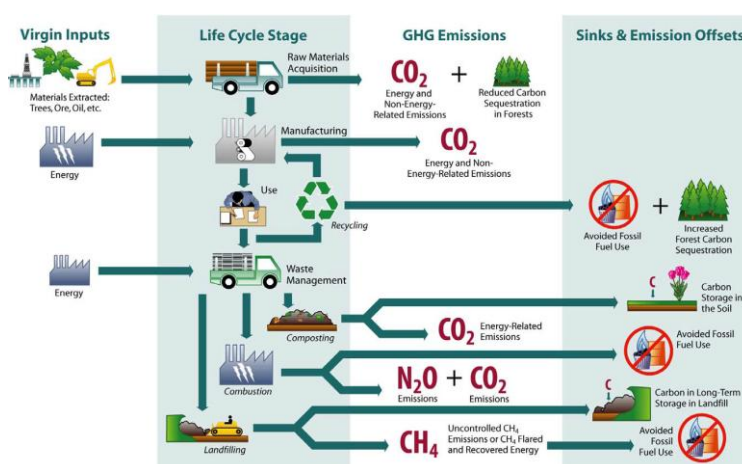 Virgin Inputs
Life Cycle Stage
GHG Emissions
Sinks & Emission Offsets
Materials Extracted:
Trees, Ore, Oil, etc.
Raw Materials
Acquisition
CO2
Energy and
Non-Energy-
Related Emissions
+
Reduced Carbon
Sequestration
in Forests
Energy
Manufacturing
CO2
Energy and Non-
Energy-Related Emissions
Use
Recycling
Avoided Fossil
Fuel Use
+
Increased
Forest Carbon
Sequestration
Energy
Waste
Management
Composting
CO2
Energy-Related
Emissions
C
Carbon
Storage in
the Soil
Combustion
N2O + CO2
Emissions
Emissions
Avoided Fossil
Fuel Use
Landfilling
C
Carbon in Long-Term
Storage in Landfill
CH4
Uncontrolled CH4
Emissions or CH4 Flared
and Recovered Energy
Avoided
Fossil
Fuel Use